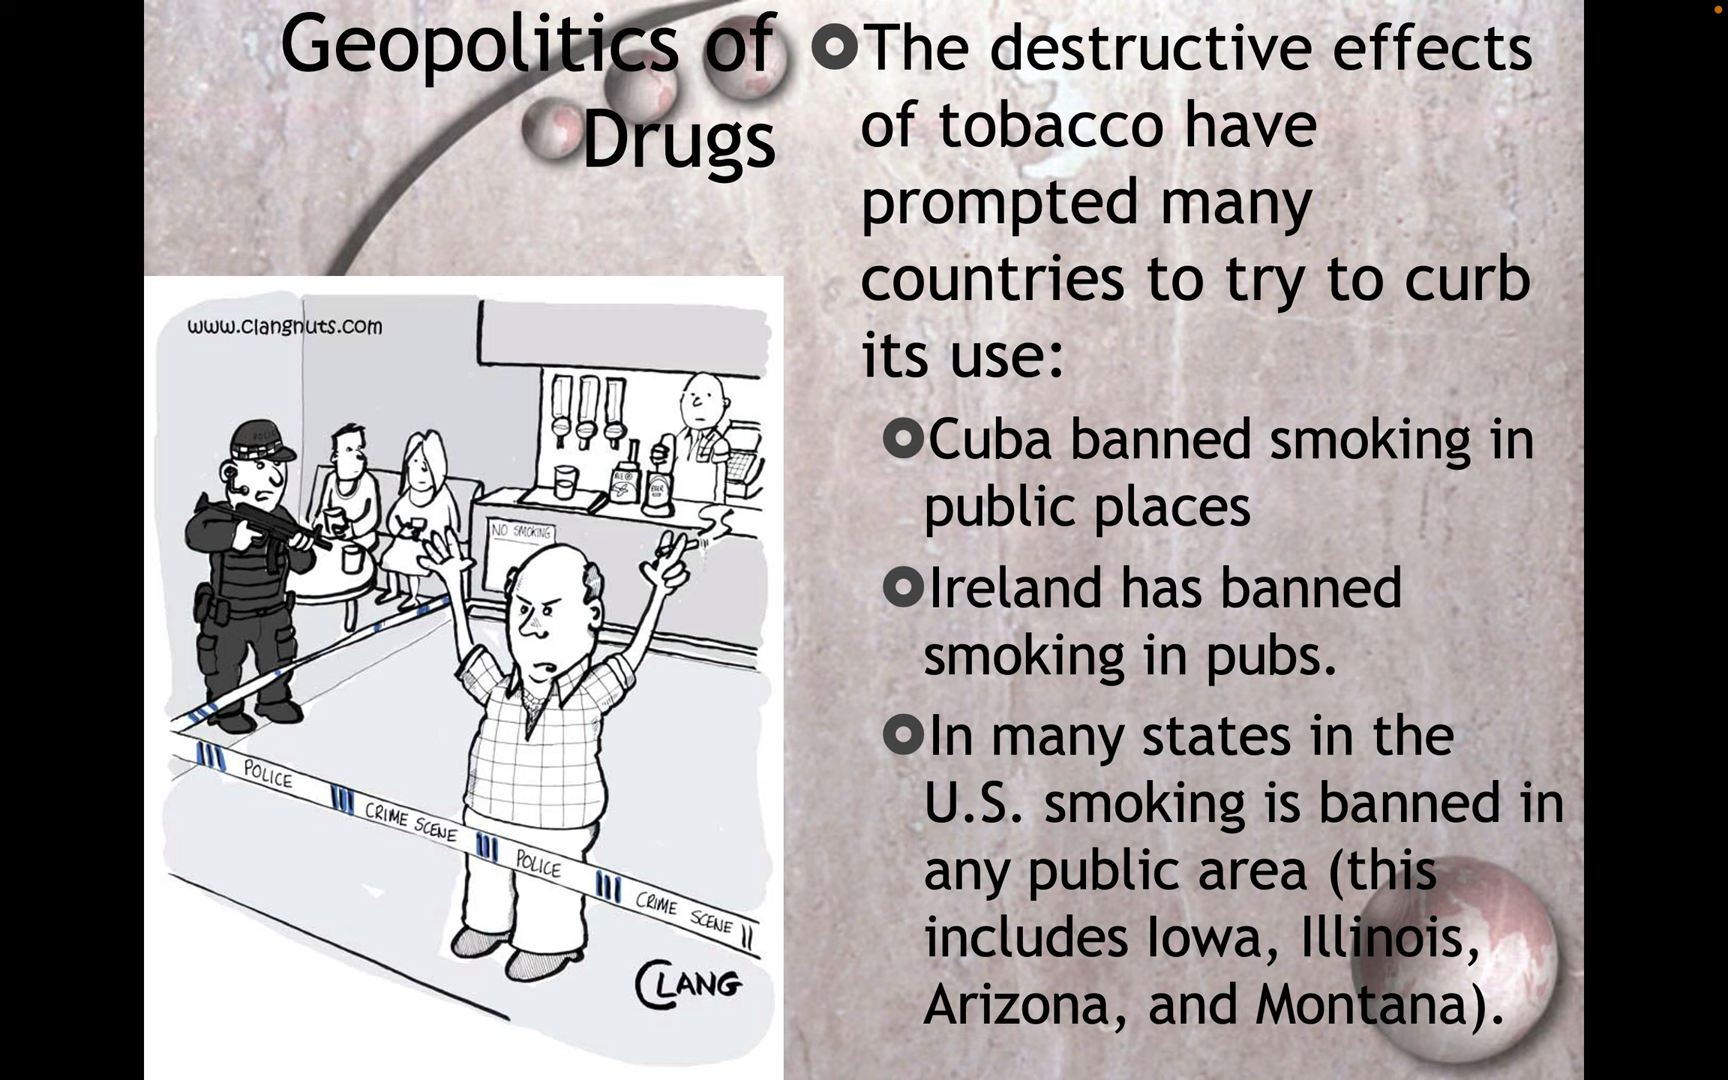 Geopolitics of
Drugs
The destructive effects
of tobacco have
prompted many
countries to try to curb
its use:
Cuba banned smoking in
public places
Ireland has banned
smoking in pubs.
In many states in the
U.S. smoking is banned in
any public area (this
includes Iowa, Illinois,
Arizona, and Montana).
www.clangnuts.com
POLICE
NO SMOKING
POLICE
CRIME SCENE
POLICE
CRIME SCENE
CLANG